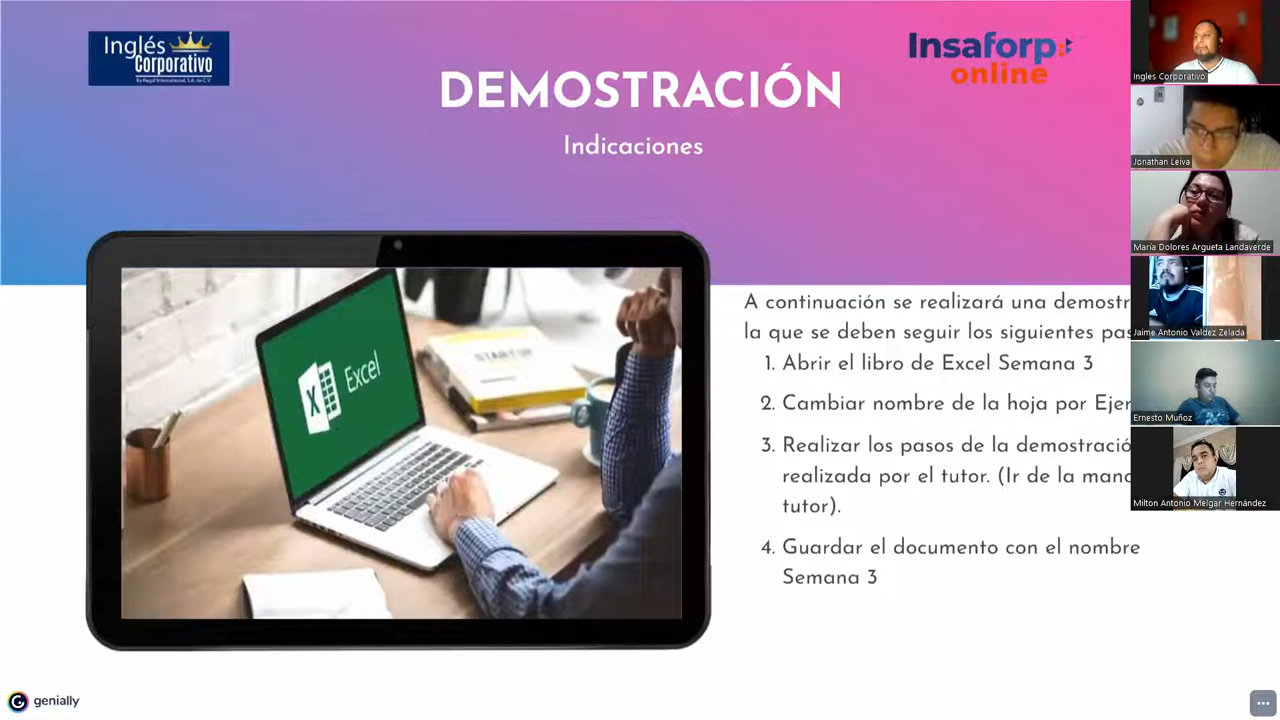 Inglés
Corporativo
By Regal International, S.A. de C.V.
Insaforp
online
DEMOSTRACIÓN
Indicaciones
Excel
START UP
A continuación se realizará una demostr
la que se deben seguir los siguientes pas
1. Abrir el libro de Excel Semana 3
2. Cambiar nombre de la hoja por Ejer
3. Realizar los pasos de la demostració
realizada por el tutor. (Ir de la mano
tutor).
4. Guardar el documento con el nombre
Semana 3
Ingles Corporativo
Jonathan Leiva
María Dolores Argueta Landaverde
Jaime Antonio Valdez Zelada
Ernesto Muñoz
Milton Antonio Melgar Hernández
genially